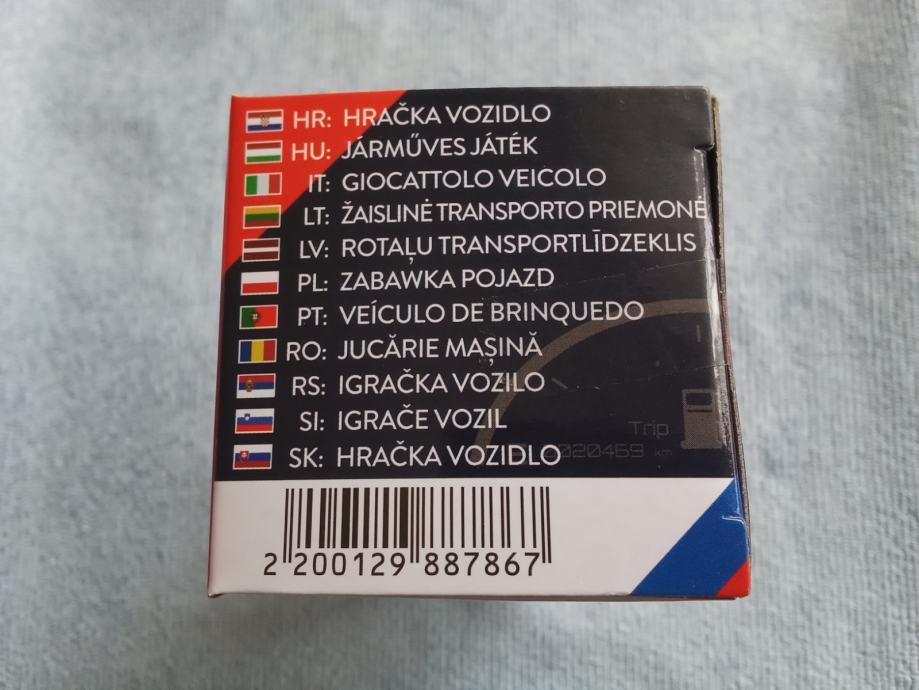 HR: HRAČKA VOZIDLO
HU: JÁRMŰVES JÁTÉK
IT: GIOCATTOLO VEICOLO
LT: ŽAISLINĖ TRANSPORTO PRIEMONĖ
LV: ROTAĻU TRANSPORTLĪDZEKLIS
PL: ZABAWKA POJAZD
PT: VEÍCULO DE BRINQUEDO
RO: JUCĂRIE MAȘINĂ
RS: IGRAČKA VOZILO
SI: IGRAČE VOZIL
Trip
SK: HRAČKA VOZIDLO
020469 km
2 200129 887867